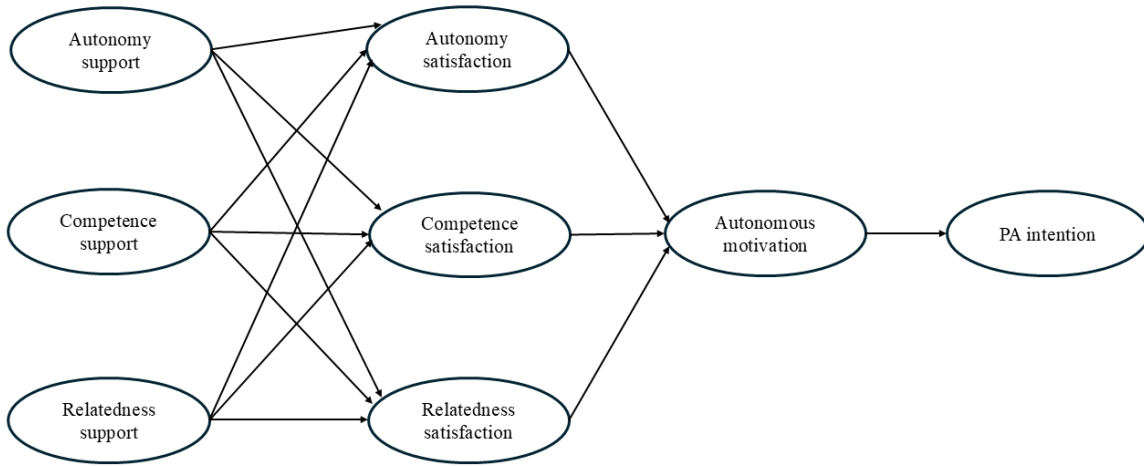 Autonomy
support
Autonomy
satisfaction
Competence
support
Competence
satisfaction
Autonomous
motivation
PA intention
Relatedness
support
Relatedness
satisfaction